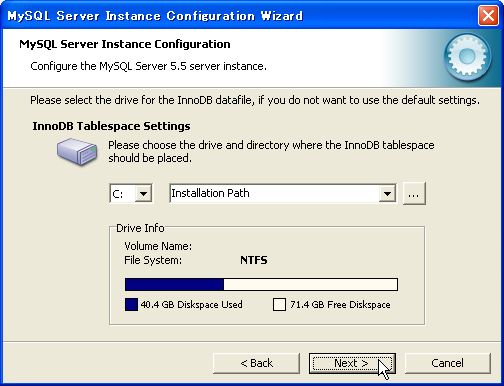 MySQL Server Instance Configuration Wizard
MySQL Server Instance Configuration
Configure the MySQL Server 5.5 server instance.
Please select the drive for the InnoDB datafile, if you do not want to use the default settings.
InnoDB Tablespace Settings
Please choose the drive and directory where the InnoDB tablespace
should be placed.
C: Installation Path ...
Drive Info
Volume Name:
File System: NTFS
40.4 GB Diskspace Used 71.4 GB Free Diskspace
< Back Next > Cancel